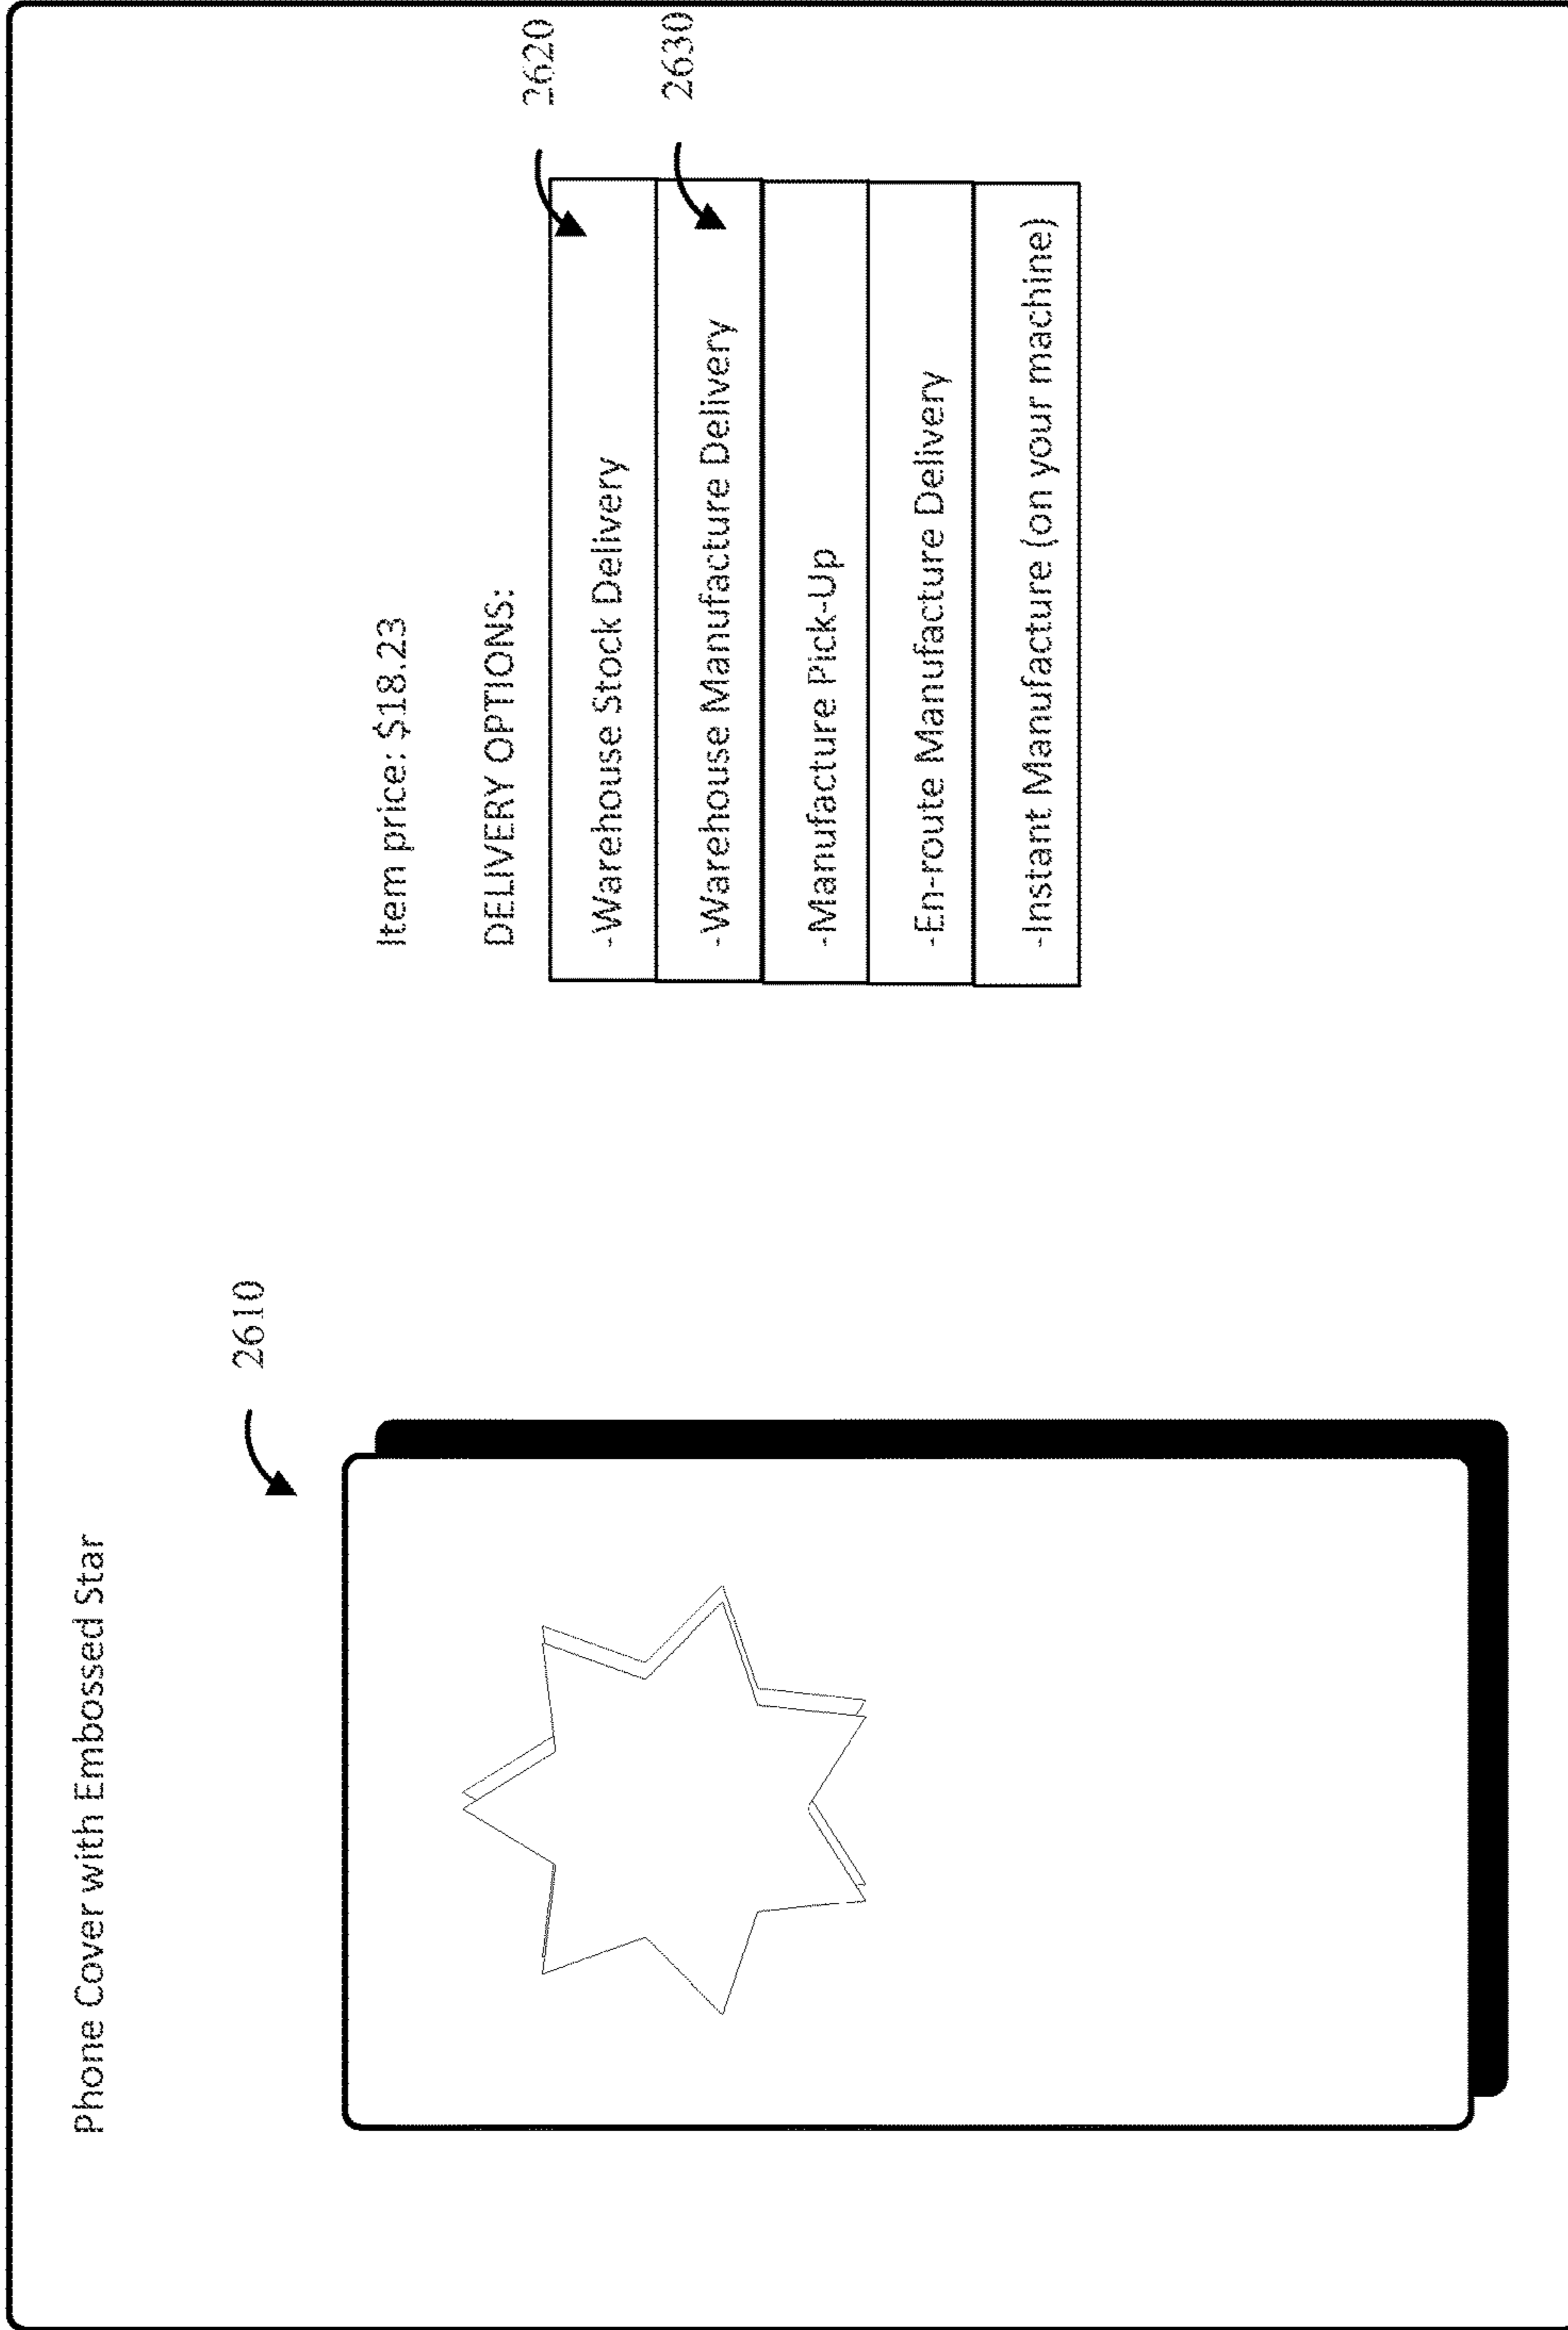 Phone Cover with Embossed Star
2610
Item price: $18.23
DELIVERY OPTIONS:
2620
-Warehouse Stock Delivery
2630
-Warehouse Manufacture Delivery
-Manufacture Pick-Up
-En-route Manufacture Delivery
-Instant Manufacture (on your machine)